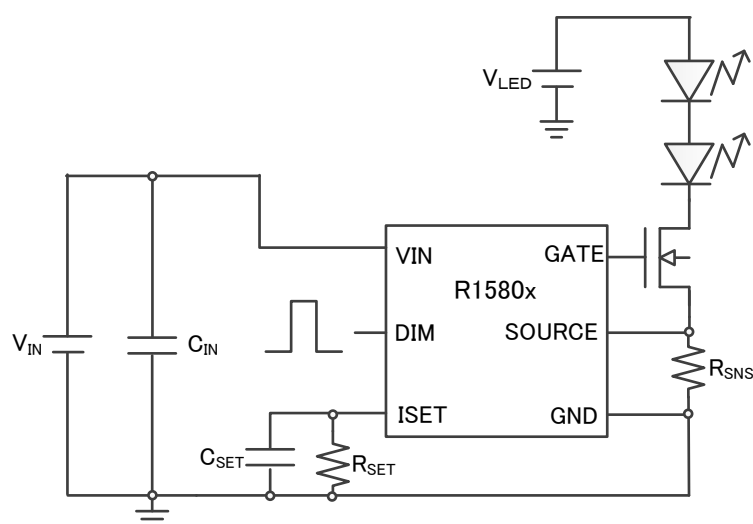 VLED
VIN
GATE
R1580x
VIN
DIM
SOURCE
CIN
RSNS
ISET
GND
CSET
RSET